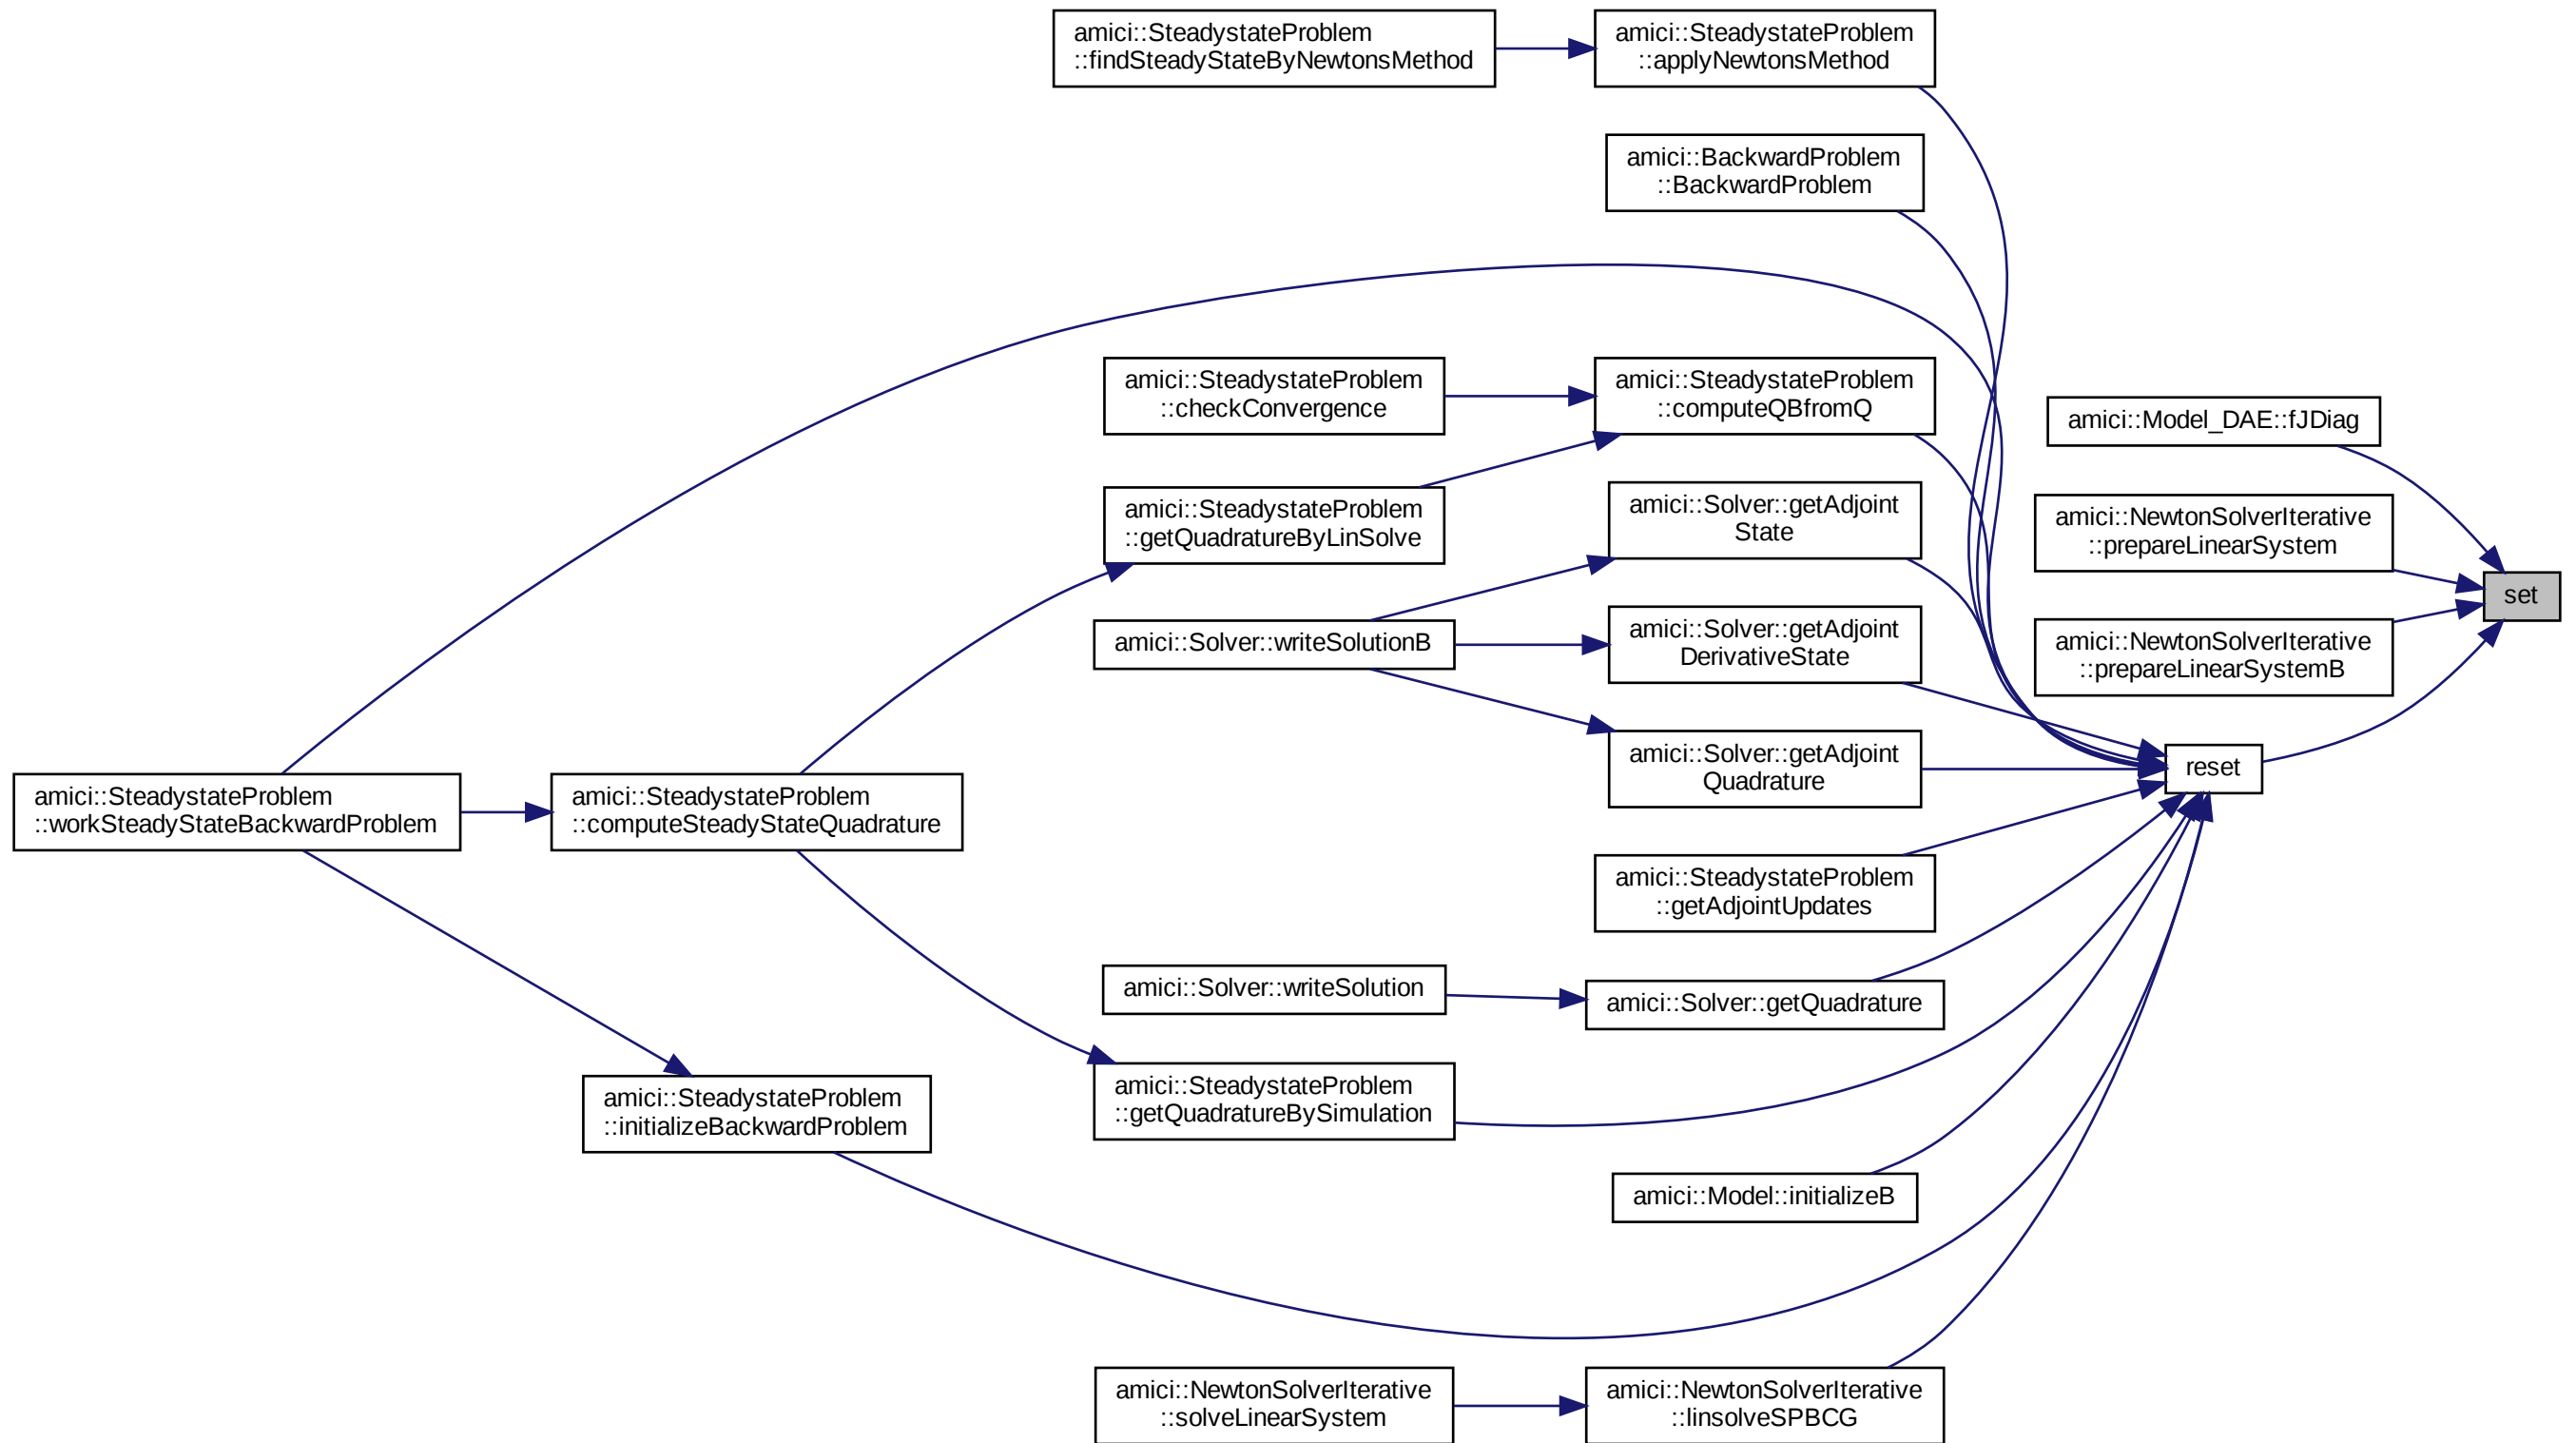 amici::SteadystateProblem
::findSteadyStateByNewtonsMethod
amici::SteadystateProblem
::applyNewtonsMethod
amici::BackwardProblem
::BackwardProblem
amici::SteadystateProblem
::checkConvergence
amici::SteadystateProblem
::computeQBfromQ
amici::Model_DAE::fJDiag
amici::SteadystateProblem
::getQuadratureByLinSolve
amici::Solver::getAdjoint
State
amici::NewtonSolverIterative
::prepareLinearSystem
set
amici::Solver::writeSolutionB
amici::Solver::getAdjoint
DerivativeState
amici::NewtonSolverIterative
::prepareLinearSystemB
amici::Solver::getAdjoint
Quadrature
reset
amici::SteadystateProblem
::workSteadyStateBackwardProblem
amici::SteadystateProblem
::computeSteadyStateQuadrature
amici::SteadystateProblem
::getAdjointUpdates
amici::Solver::writeSolution
amici::Solver::getQuadrature
amici::SteadystateProblem
::initializeBackwardProblem
amici::SteadystateProblem
::getQuadratureBySimulation
amici::Model::initializeB
amici::NewtonSolverIterative
::solveLinearSystem
amici::NewtonSolverIterative
::linsolveSPBCG